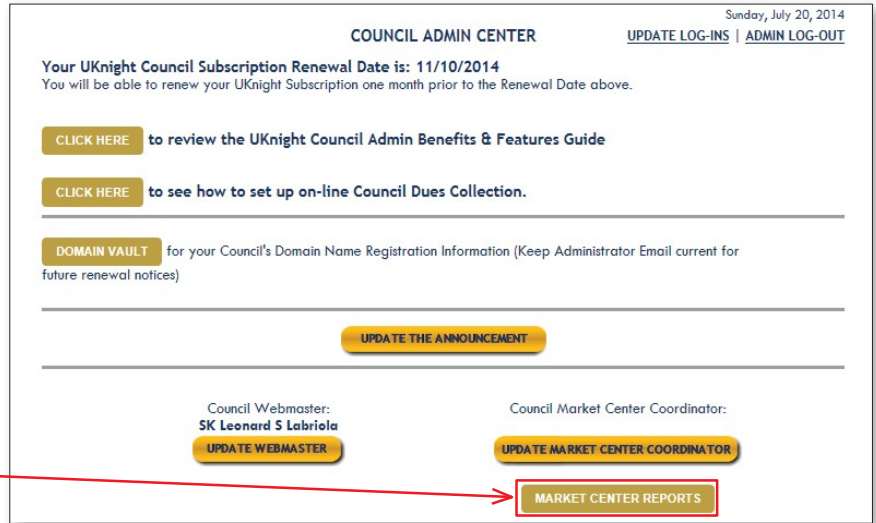 Sunday, July 20, 2014
COUNCIL ADMIN CENTER
UPDATE LOG-INS | ADMIN LOG-OUT
Your UKnight Council Subscription Renewal Date is: 11/10/2014
You will be able to renew your UKnight Subscription one month prior to the Renewal Date above.
CLICK HERE to review the UKnight Council Admin Benefits & Features Guide
CLICK HERE to see how to set up on-line Council Dues Collection.
DOMAIN VAULT for your Council's Domain Name Registration Information (Keep Administrator Email current for
future renewal notices)
UPDATE THE ANNOUNCEMENT
Council Webmaster:
SK Leonard S Labriola
UPDATE WEBMASTER
Council Market Center Coordinator:
UPDATE MARKET CENTER COORDINATOR
MARKET CENTER REPORTS